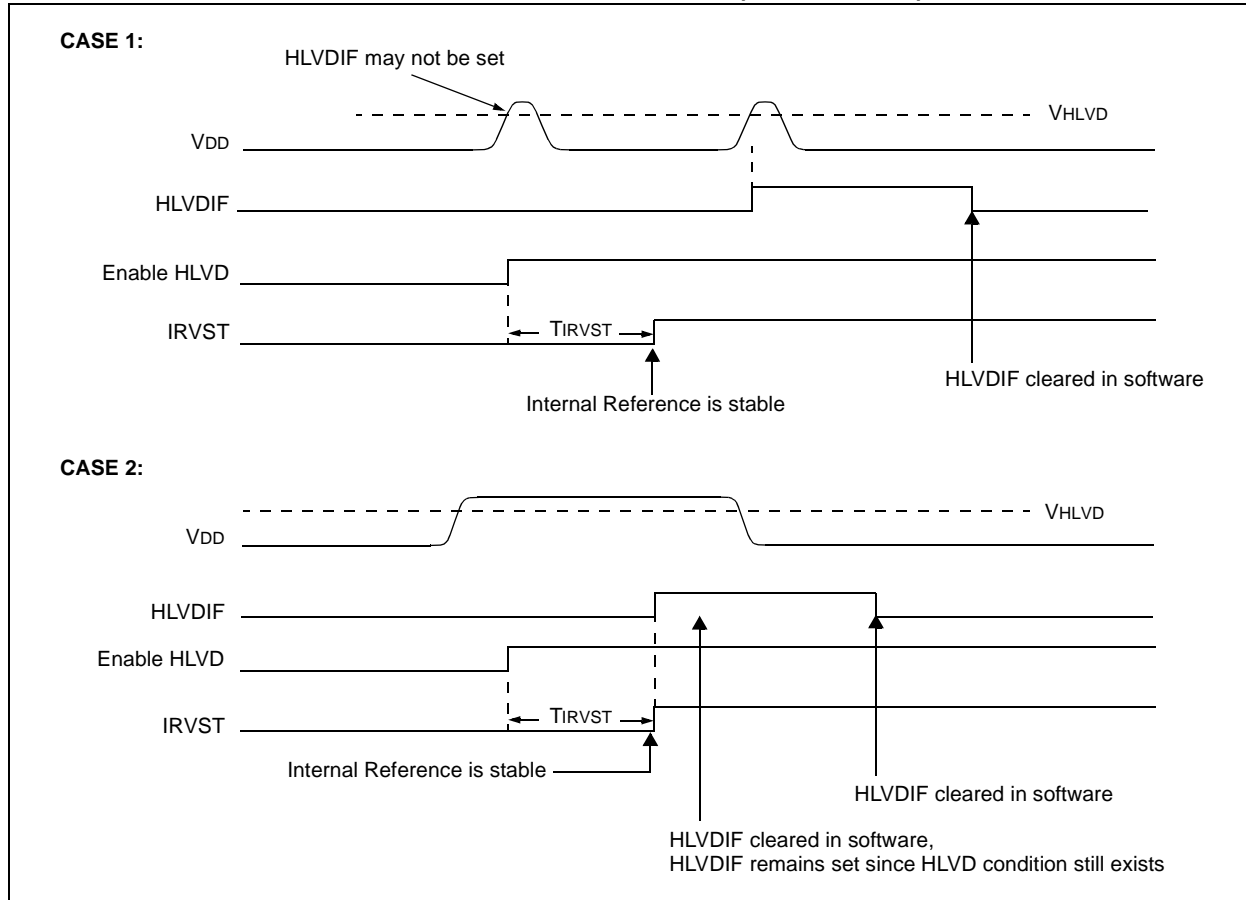 CASE 1:
HLVDIF may not be set
VHLVD
VDD
HLVDIF
Enable HLVD
TIRVST
IRVST
HLVDIF cleared in software
Internal Reference is stable
CASE 2:
VHLVD
VDD
HLVDIF
Enable HLVD
TIRVST
IRVST
Internal Reference is stable
HLVDIF cleared in software
HLVDIF cleared in software,
HLVDIF remains set since HLVD condition still exists